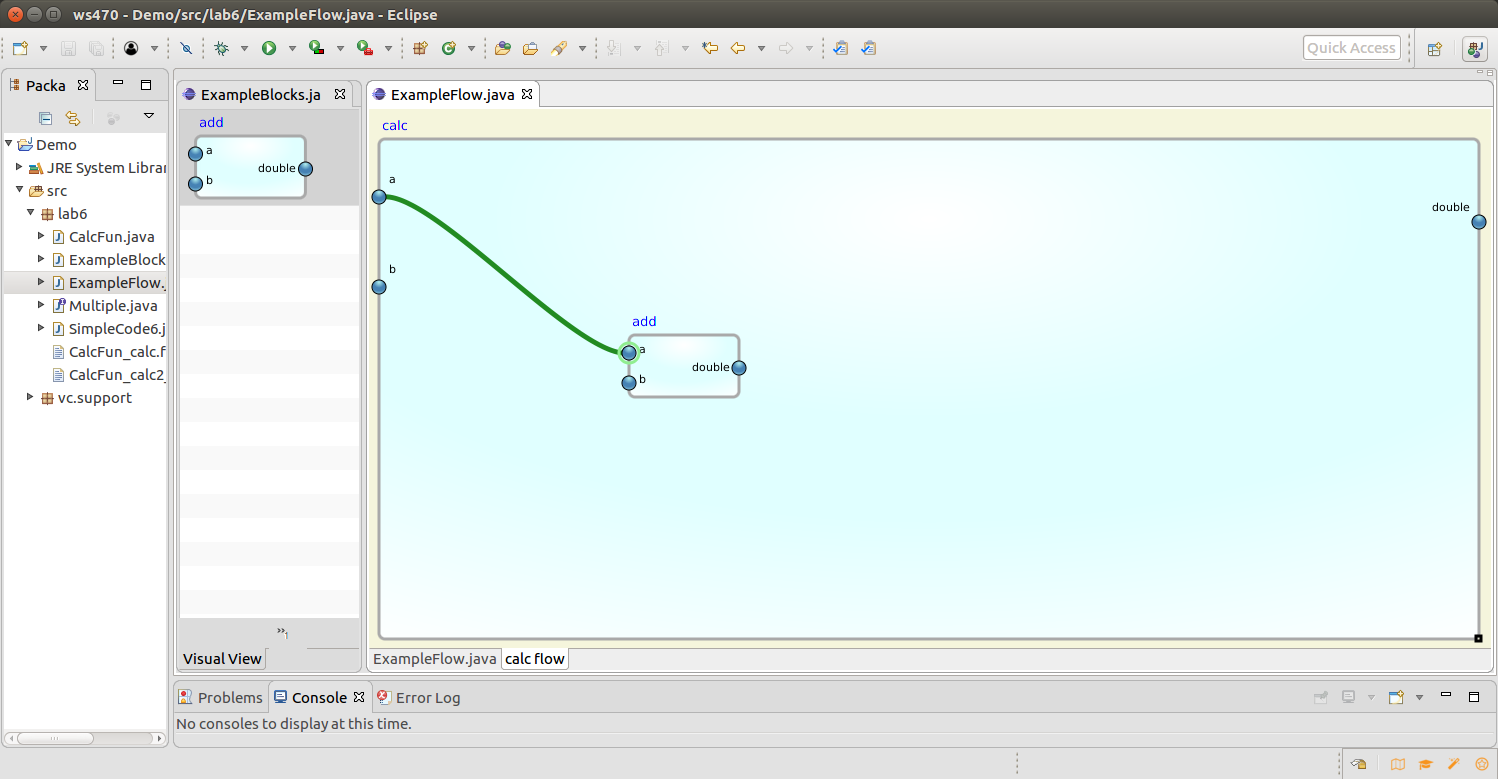 ws470 - Demo/src/lab6/ExampleFlow.java - Eclipse
Quick Access
Packa
Demo
JRE System Librar
src
lab6
CalcFun.java
ExampleBlock
ExampleFlow.j
Multiple.java
SimpleCode6.j
CalcFun_calc.f
CalcFun_calc2_
vc.support
ExampleBlocks.ja
add
a
double
b
»1
Visual View
ExampleFlow.java
calc
a
double
b
add
a
double
b
ExampleFlow.java
calc flow
Problems
Console
Error Log
No consoles to display at this time.